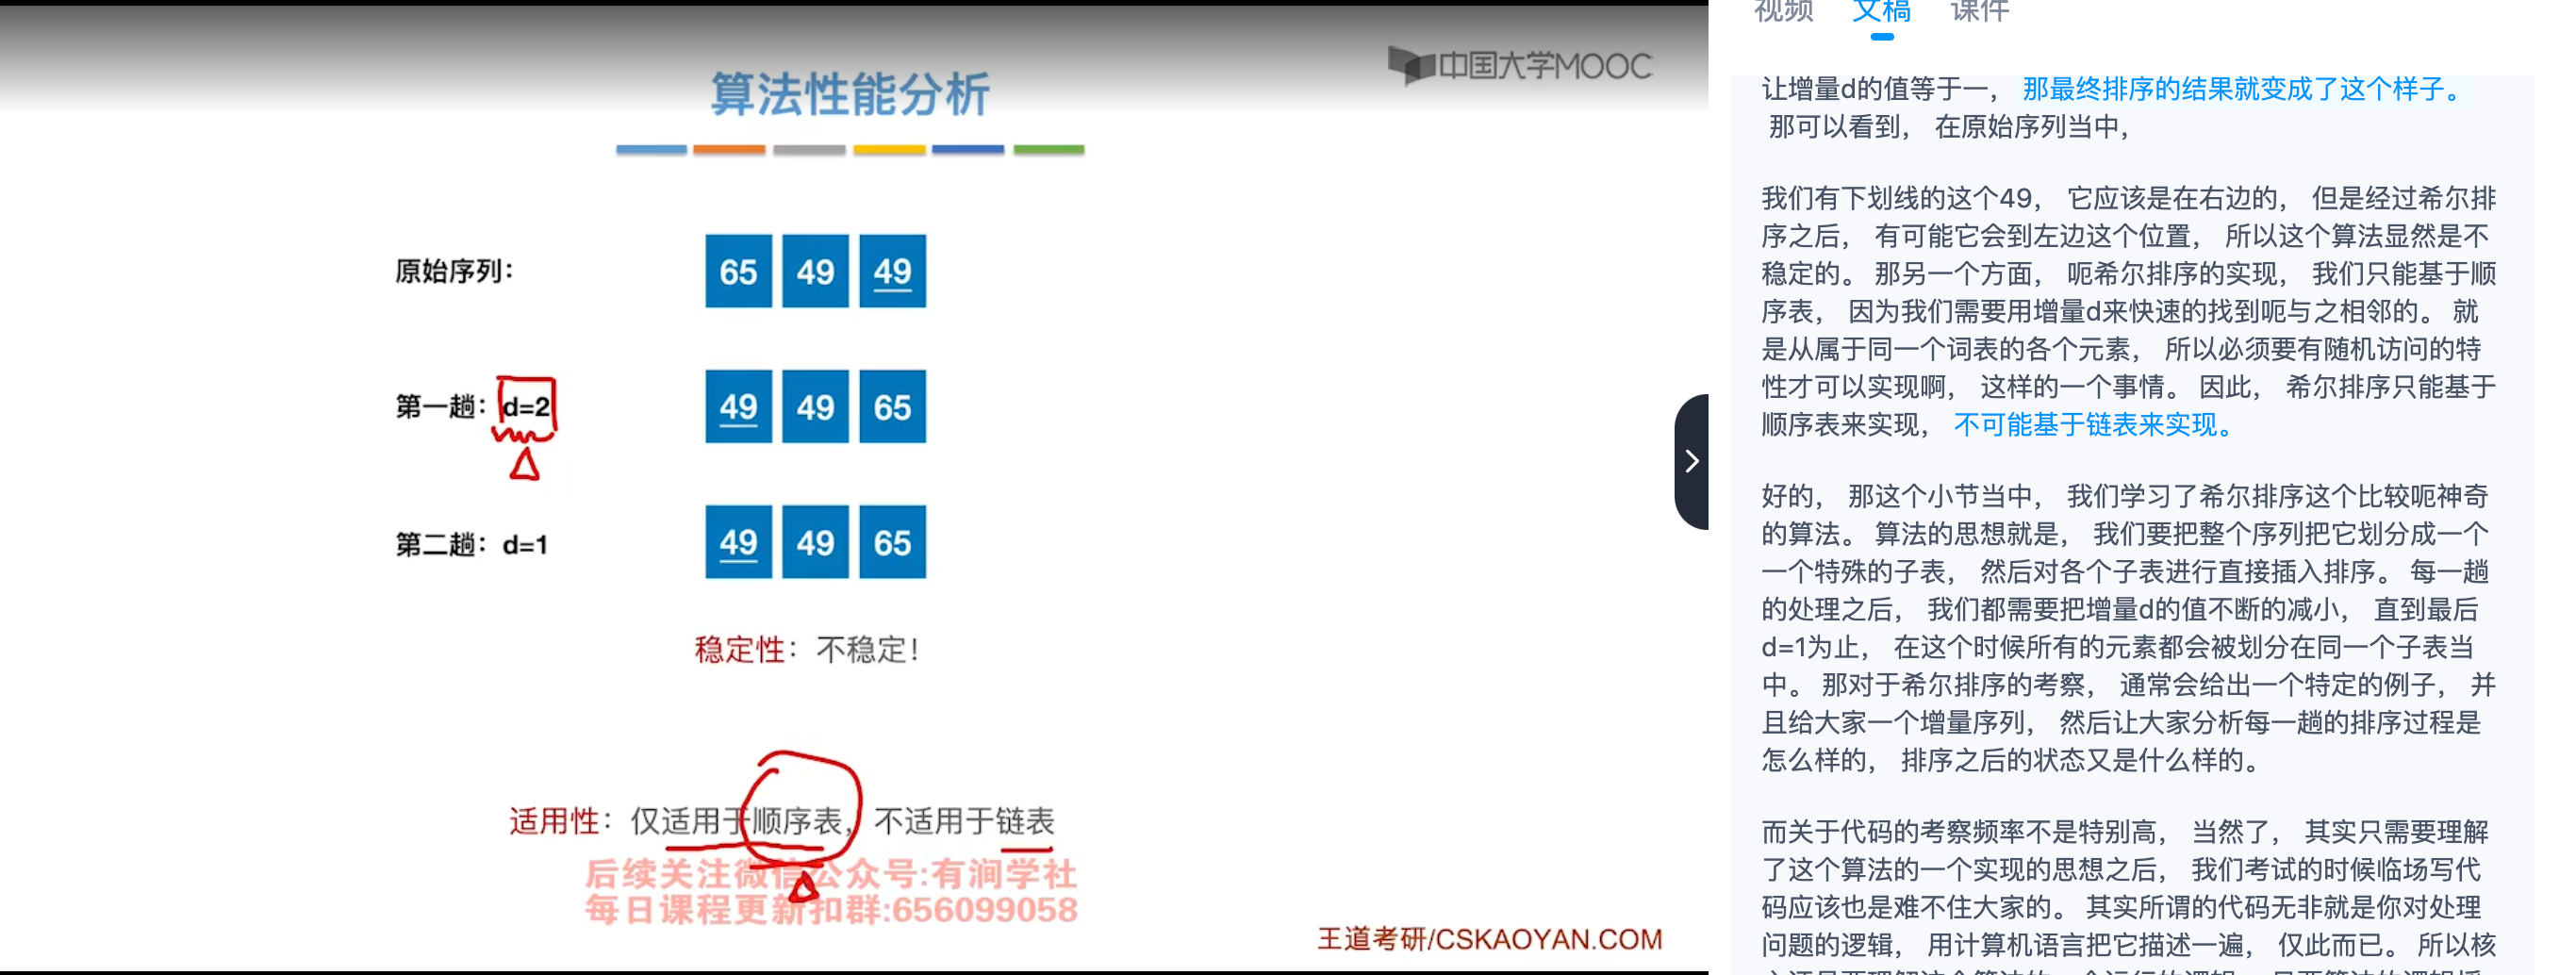 中国大学MOOC
算法性能分析
原始序列：
65 49 49
第一趟：d=2
49 49 65
第二趟：d=1
49 49 65
稳定性：不稳定！
适用性：仅适用于顺序表，不适用于链表
后续关注微信公众号:有涧学社
每日课程更新扣群:656099058
王道考研/CSKAOYAN.COM
视频 文稿 课件
让增量d的值等于一， 那最终排序的结果就变成了这个样子。
那可以看到， 在原始序列当中，
我们有下划线的这个49， 它应该是在右边的， 但是经过希尔排
序之后， 有可能它会到左边这个位置， 所以这个算法显然是不
稳定的。 那另一个方面， 呃希尔排序的实现， 我们只能基于顺
序表， 因为我们需要用增量d来快速的找到呃与之相邻的。 就
是从属于同一个词表的各个元素， 所以必须要有随机访问的特
性才可以实现啊， 这样的一个事情。 因此， 希尔排序只能基于
顺序表来实现， 不可能基于链表来实现。
好的， 那这个小节当中， 我们学习了希尔排序这个比较呃神奇
的算法。 算法的思想就是， 我们要把整个序列把它划分成一个
一个特殊的子表， 然后对各个子表进行直接插入排序。 每一趟
的处理之后， 我们都需要把增量d的值不断的减小， 直到最后
d=1为止， 在这个时候所有的元素都会被划分在同一个子表当
中。 那对于希尔排序的考察， 通常会给出一个特定的例子， 并
且给大家一个增量序列， 然后让大家分析每一趟的排序过程是
怎么样的， 排序之后的状态又是什么样的。
而关于代码的考察频率不是特别高， 当然了， 其实只需要理解
了这个算法的一个实现的思想之后， 我们考试的时候临场写代
码应该也是难不住大家的。 其实所谓的代码无非就是你对处理
问题的逻辑， 用计算机语言把它描述一遍， 仅此而已。 所以核